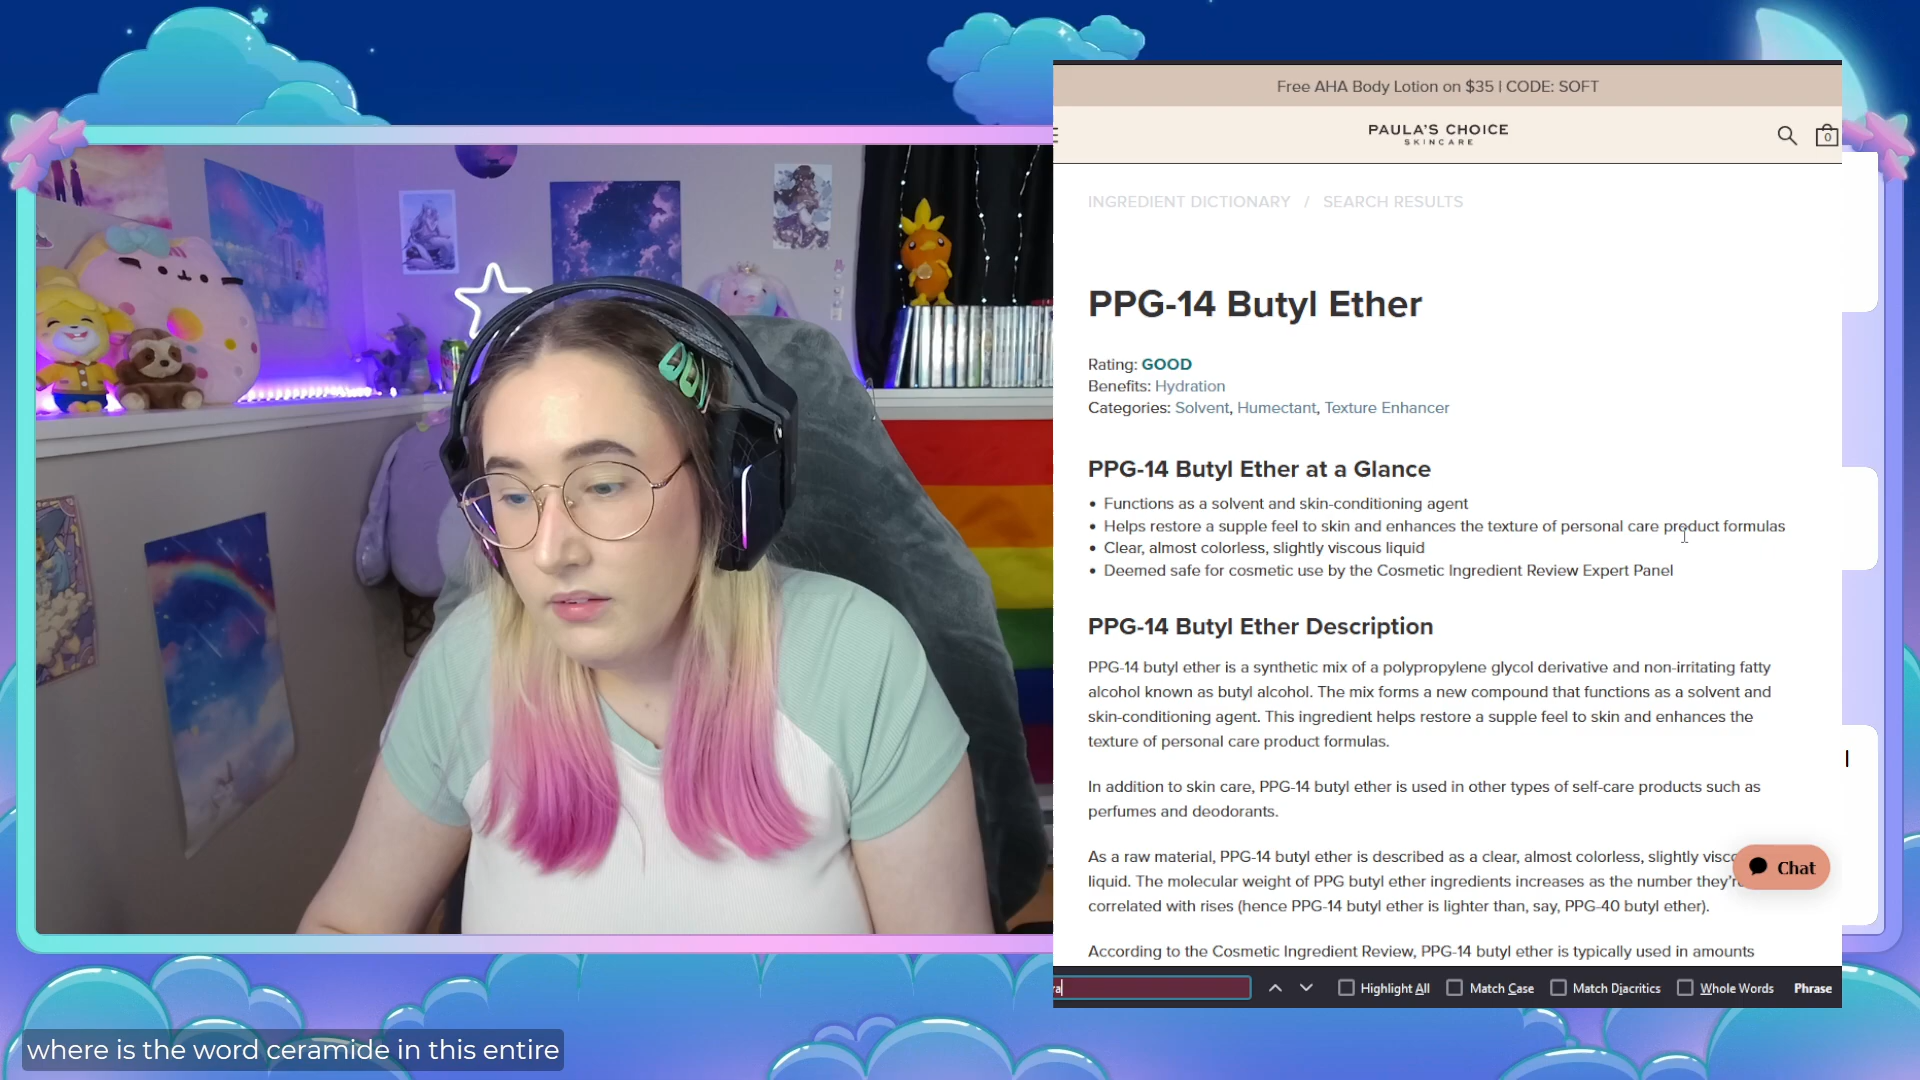 Free AHA Body Lotion on $35 | CODE: SOFT
PAULA'S CHOICE
SKINCARE
0
INGREDIENT DICTIONARY / SEARCH RESULTS
PPG-14 Butyl Ether
Rating: GOOD
Benefits: Hydration
Categories: Solvent, Humectant, Texture Enhancer
PPG-14 Butyl Ether at a Glance
• Functions as a solvent and skin-conditioning agent
• Helps restore a supple feel to skin and enhances the texture of personal care product formulas
• Clear, almost colorless, slightly viscous liquid
• Deemed safe for cosmetic use by the Cosmetic Ingredient Review Expert Panel
PPG-14 Butyl Ether Description
PPG-14 butyl ether is a synthetic mix of a polypropylene glycol derivative and non-irritating fatty
alcohol known as butyl alcohol. The mix forms a new compound that functions as a solvent and
skin-conditioning agent. This ingredient helps restore a supple feel to skin and enhances the
texture of personal care product formulas.
In addition to skin care, PPG-14 butyl ether is used in other types of self-care products such as
perfumes and deodorants.
As a raw material, PPG-14 butyl ether is described as a clear, almost colorless, slightly visc
liquid. The molecular weight of PPG butyl ether ingredients increases as the number they'r
correlated with rises (hence PPG-14 butyl ether is lighter than, say, PPG-40 butyl ether).
Chat
According to the Cosmetic Ingredient Review, PPG-14 butyl ether is typically used in amounts
ra
Highlight All Match Case Match Diacritics Whole Words Phrase
where is the word ceramide in this entire